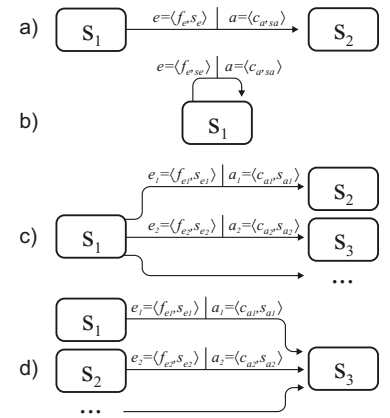 a) S₁ e=⟨fₑ,sₑ⟩ a=⟨cₐ,sₐ⟩ S₂
e=⟨fₑ,sₑ⟩ a=⟨cₐ,sₐ⟩
b) S₁
e₁=⟨fₑ₁,sₑ₁⟩ a₁=⟨cₐ₁,sₐ₁⟩ S₂
c) S₁ e₂=⟨fₑ₂,sₑ₂⟩ a₂=⟨cₐ₂,sₐ₂⟩ S₃
...
S₁ e₁=⟨fₑ₁,sₑ₁⟩ a₁=⟨cₐ₁,sₐ₁⟩
d) S₂ e₂=⟨fₑ₂,sₑ₂⟩ a₂=⟨cₐ₂,sₐ₂⟩ S₃
...